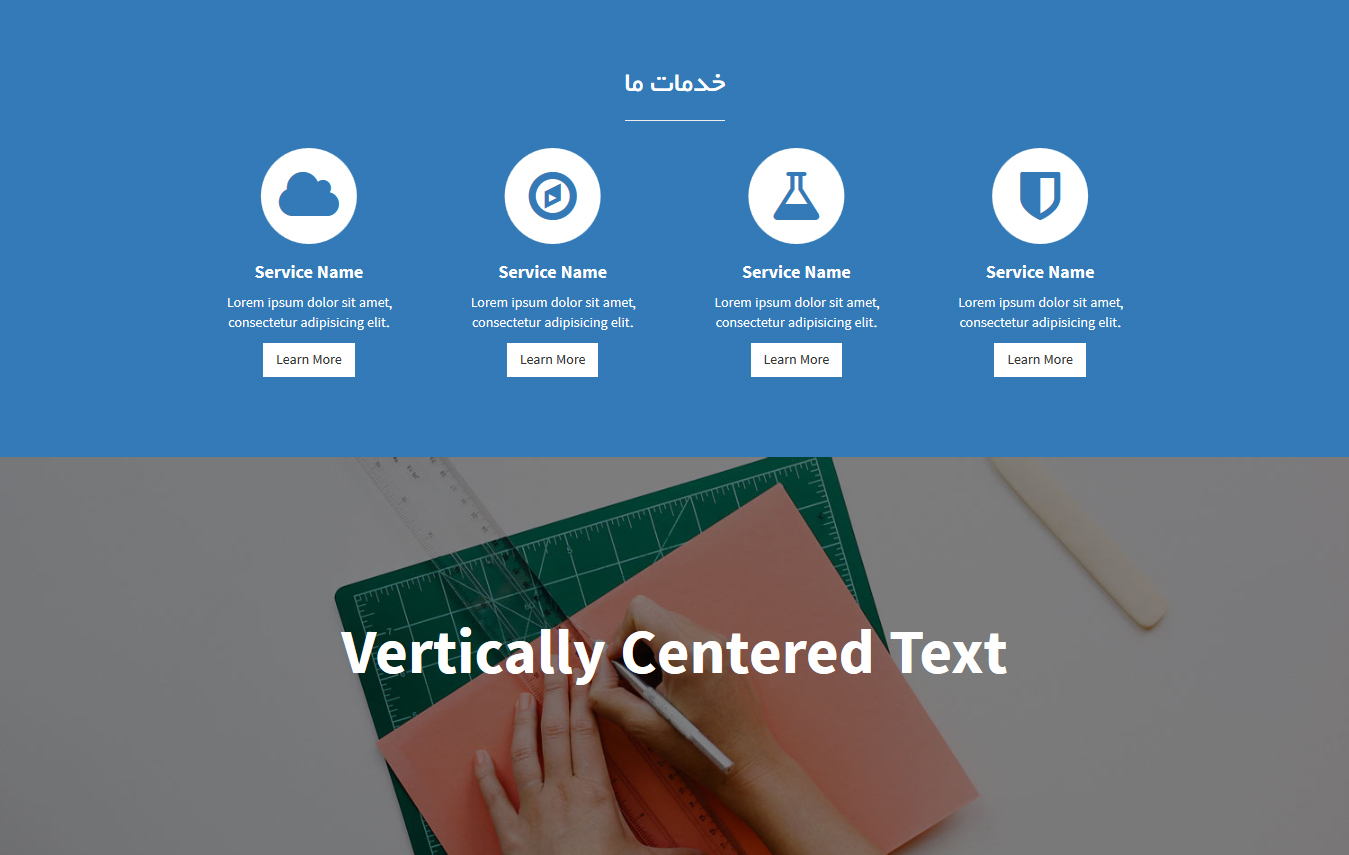 خدمات ما
Service Name
Lorem ipsum dolor sit amet,
consectetur adipisicing elit.
Learn More
Service Name
Lorem ipsum dolor sit amet,
consectetur adipisicing elit.
Learn More
Service Name
Lorem ipsum dolor sit amet,
consectetur adipisicing elit.
Learn More
Service Name
Lorem ipsum dolor sit amet,
consectetur adipisicing elit.
Learn More
Vertically Centered Text